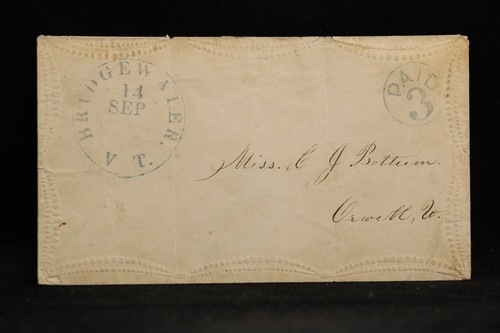 BRIDGEWATER.
14
SEP
VT.
PAID
3
Miss. C J Bottum.
Orwell, Vt.